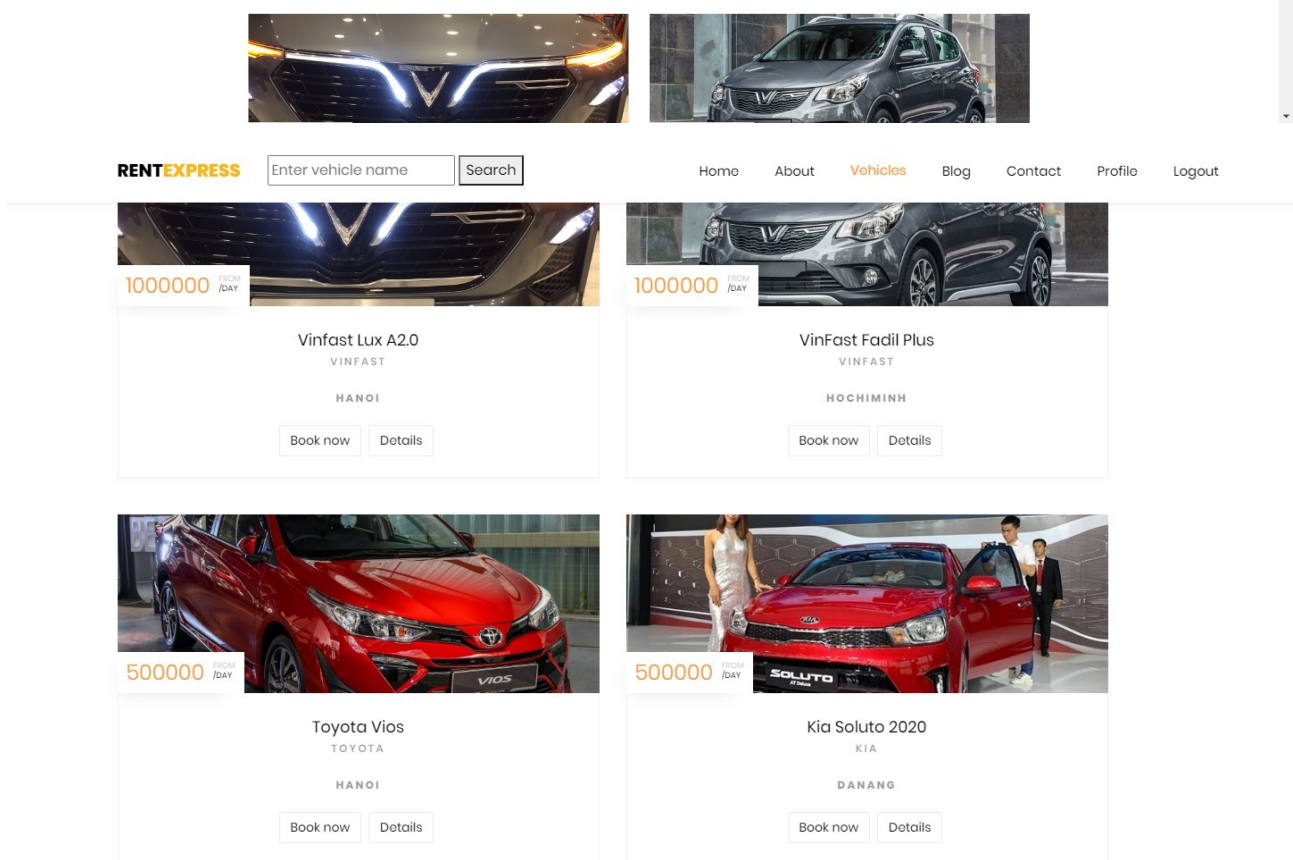 RENTEXPRESS
Enter vehicle name
Search
Home
About
Vehicles
Blog
Contact
Profile
Logout
1000000 FROM /DAY
1000000 FROM /DAY
Vinfast Lux A2.0
VINFAST
HANOI
Book now
Details
VinFast Fadil Plus
VINFAST
HOCHIMINH
Book now
Details
VIOS
500000 FROM /DAY
KIA
SOLUTO
AT Deluxe
500000 FROM /DAY
Toyota Vios
TOYOTA
HANOI
Book now
Details
Kia Soluto 2020
KIA
DANANG
Book now
Details